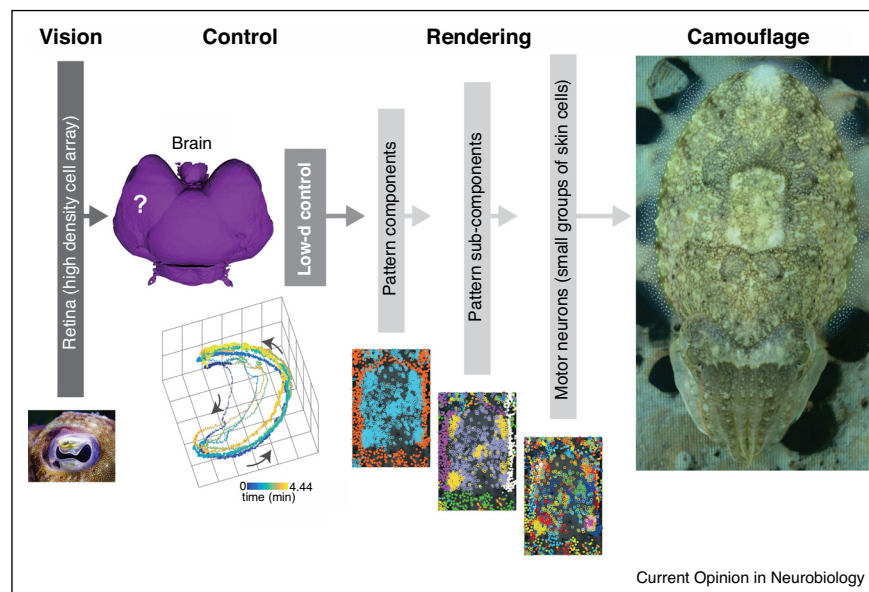 Vision
Control
Rendering
Camouflage
Retina (high density cell array)
Brain
?
Low-d control
Pattern components
Pattern sub-components
Motor neurons (small groups of skin cells)
0 4.44
time (min)
Current Opinion in Neurobiology